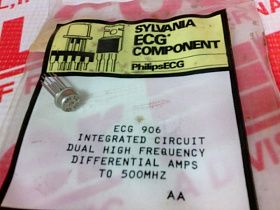 SYLVANIA
ECG®
COMPONENT
PhilipsECG
ECG 906
INTEGRATED CIRCUIT
DUAL HIGH FREQUENCY
DIFFERENTIAL AMPS
TO 500MHZ
AA